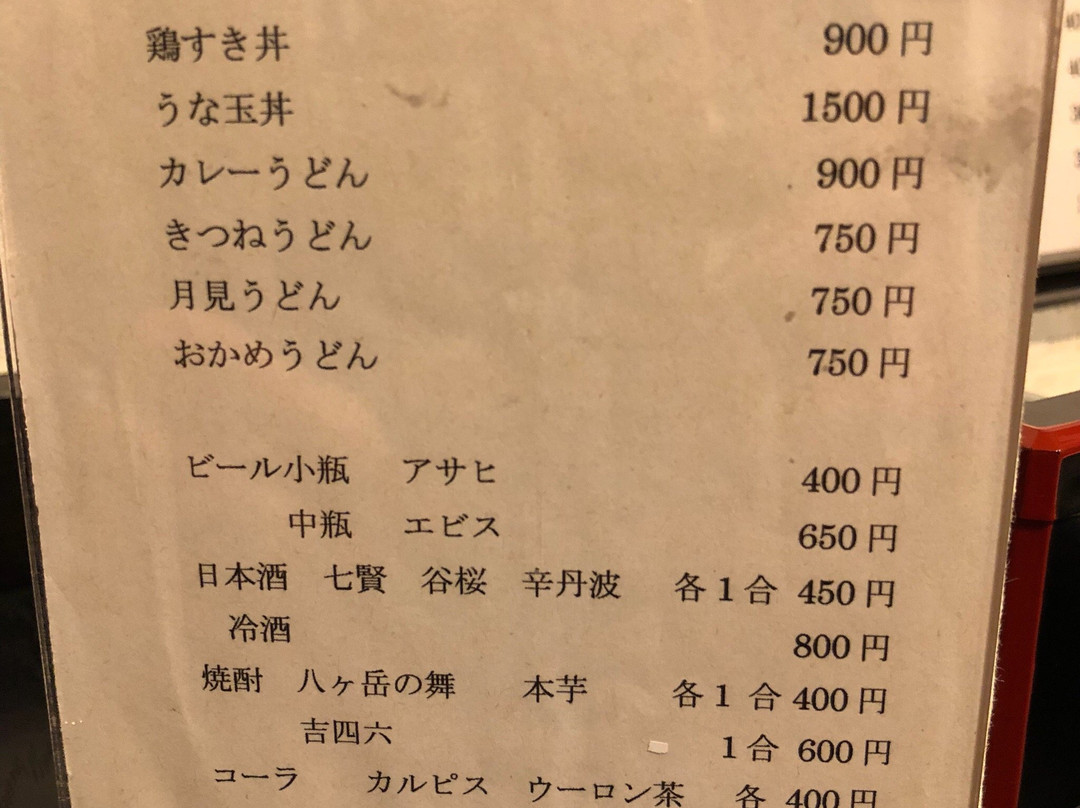 鶏すき丼 900円
うな玉丼 1500円
カレーうどん 900円
きつねうどん 750円
月見うどん 750円
おかめうどん 750円
ビール小瓶 アサヒ 400円
中瓶 エビス 650円
日本酒 七賢 谷桜 辛丹波 各1合 450円
冷酒 800円
焼酎 八ヶ岳の舞 本芋 各1合 400円
吉四六 1合 600円
コーラ カルピス ウーロン茶 各 400円